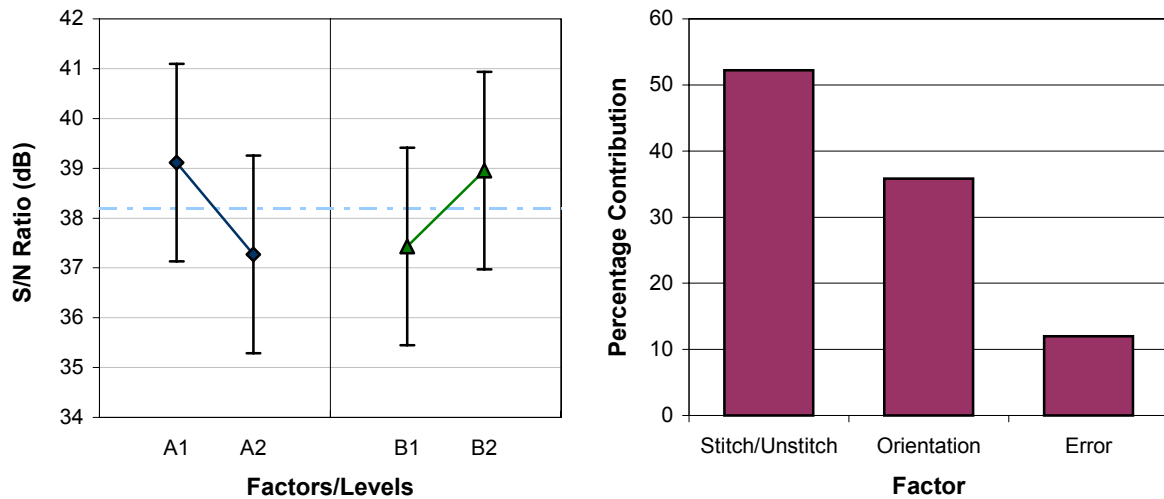 S/N Ratio (dB)
42
41
40
39
38
37
36
35
34
A1 A2 B1 B2
Factors/Levels
Percentage Contribution
60
50
40
30
20
10
0
Stitch/Unstitch Orientation Error
Factor